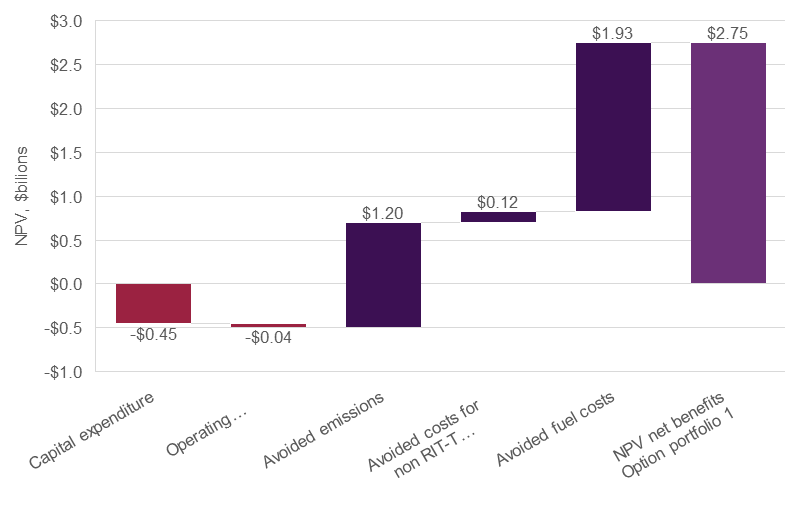 $3.0
$2.5
$2.0
$1.5
$1.0
$0.5
$0.0
-$0.5
-$1.0
NPV, $bilions
-$0.45
-$0.04
$1.20
$0.12
$1.93
$2.75
Capital expenditure
Operating…
Avoided emissions
Avoided costs for
non RIT-T…
Avoided fuel costs
NPV net benefits
Option portfolio 1